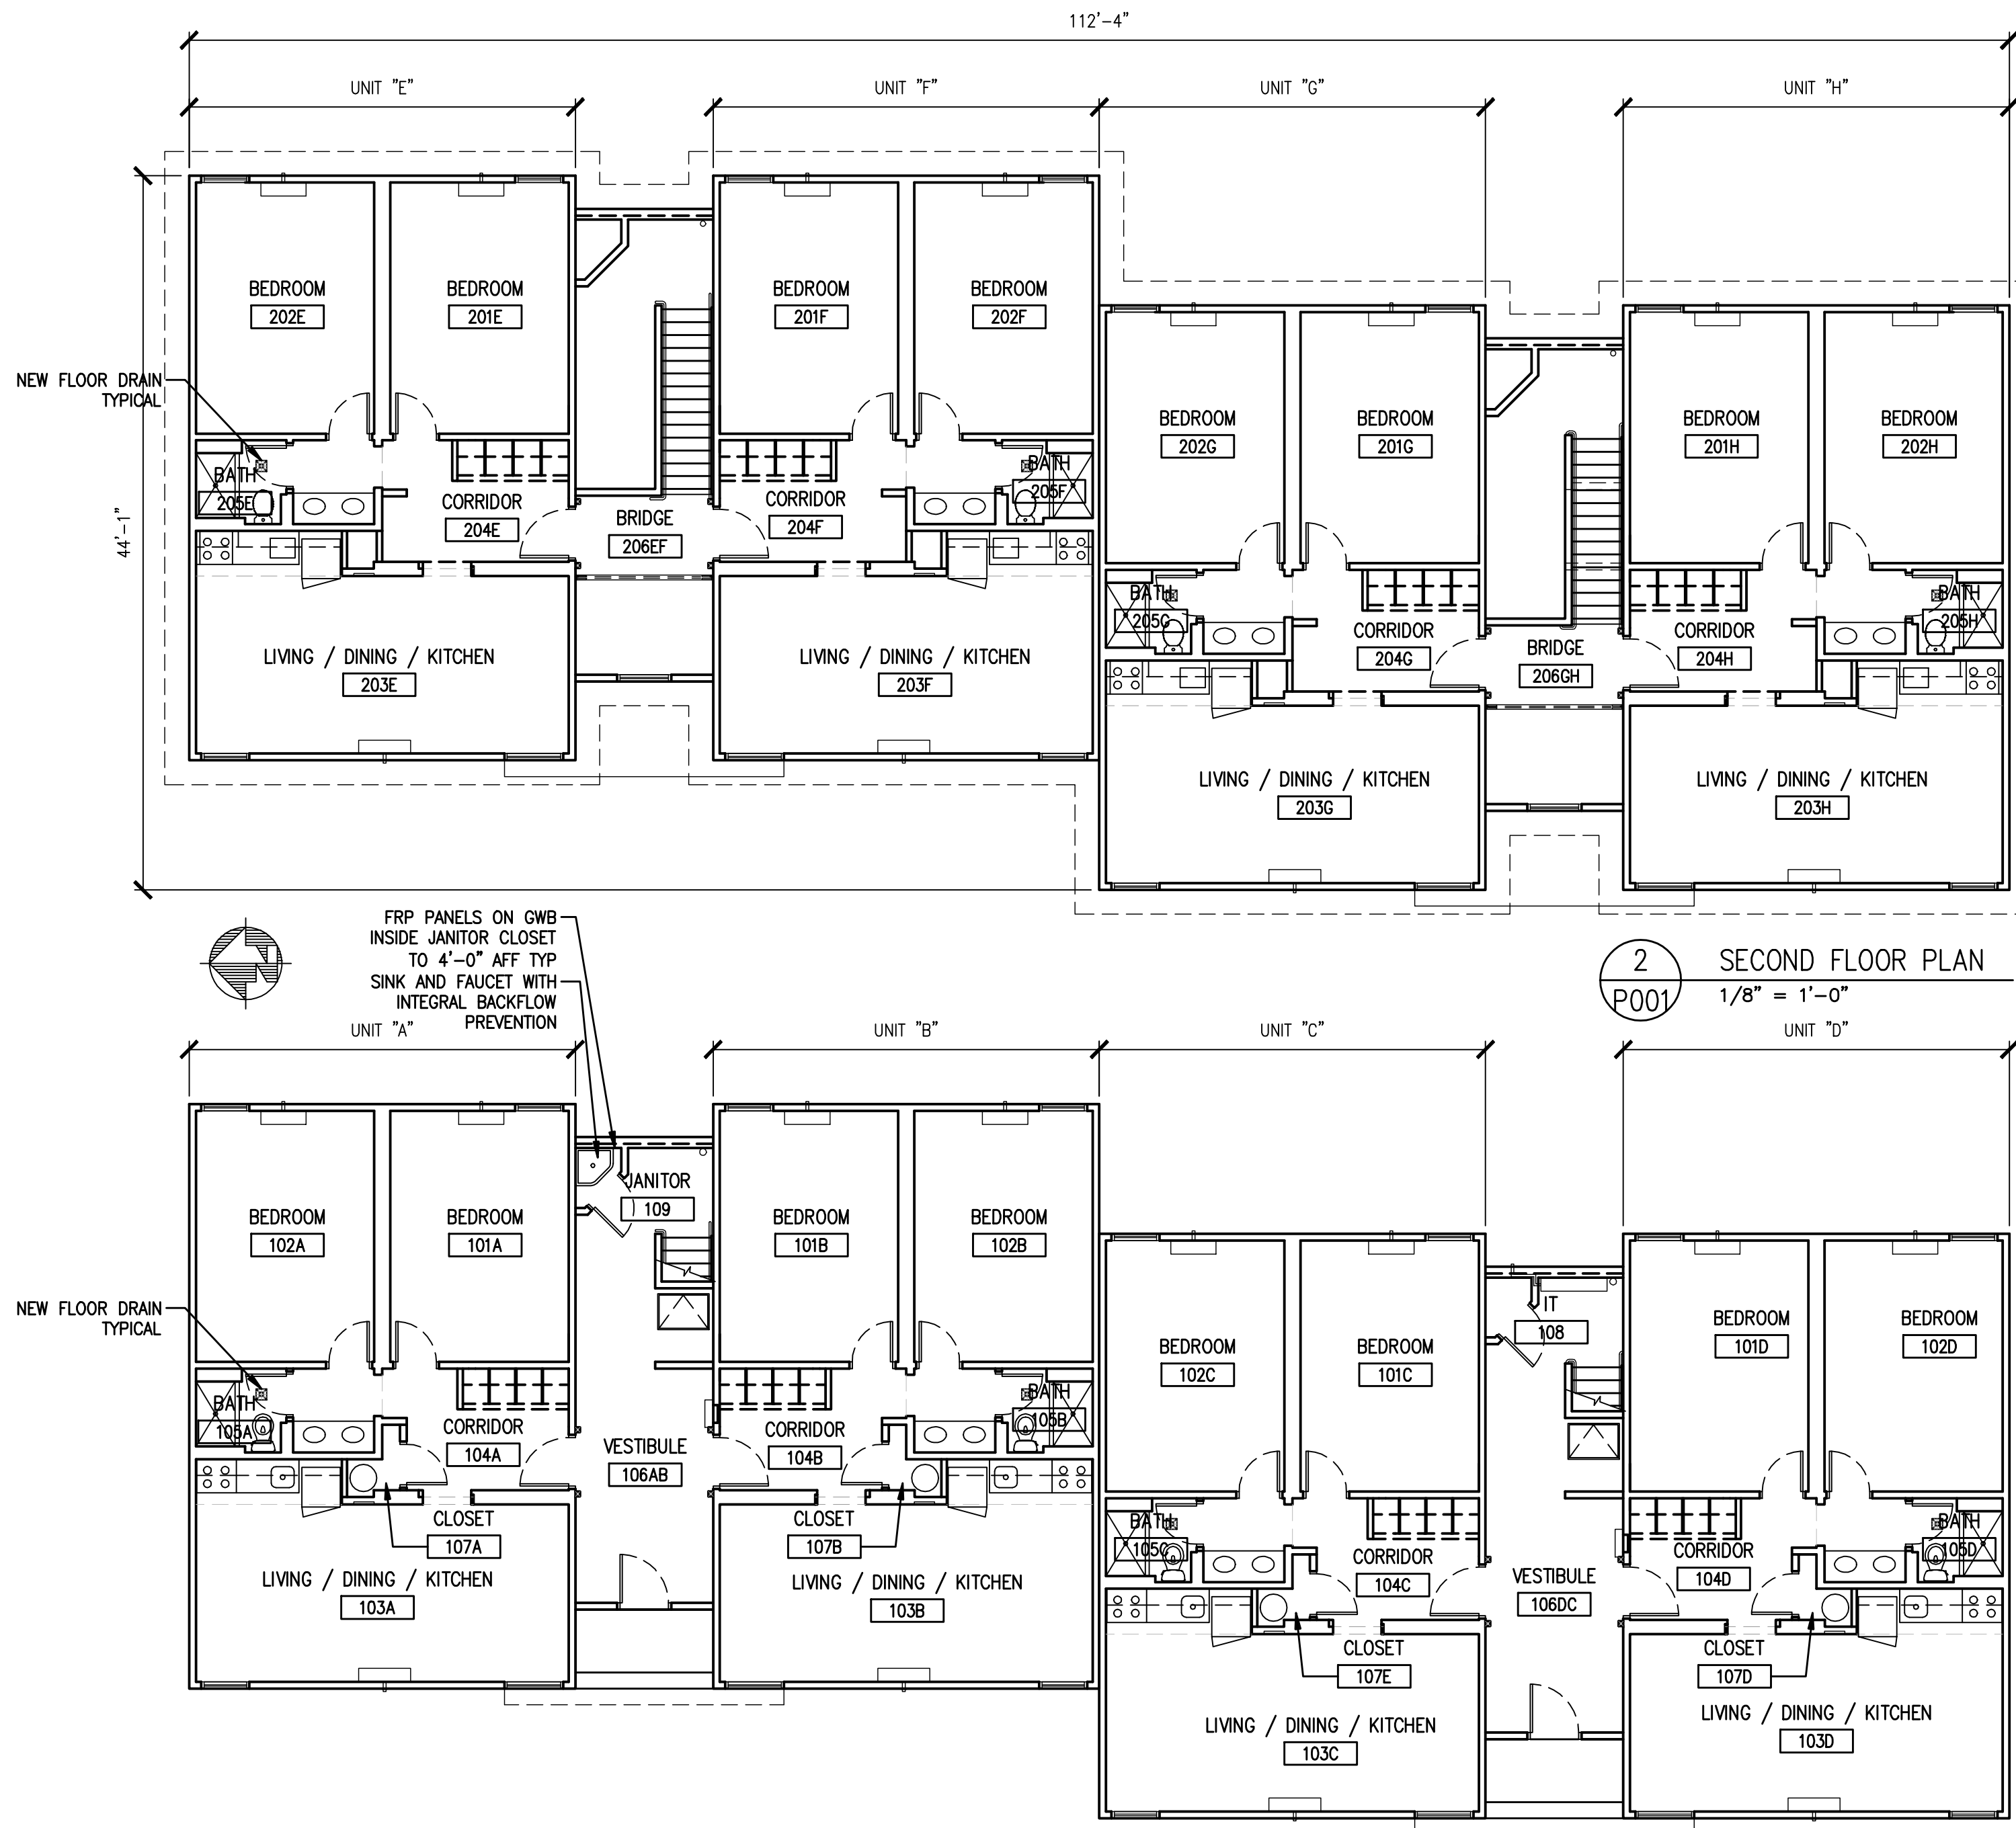 112'-4"
UNIT "E"
UNIT "F"
UNIT "G"
UNIT "H"
BEDROOM
202E
BEDROOM
201E
BEDROOM
201F
BEDROOM
202F
NEW FLOOR DRAIN
TYPICAL
BEDROOM
202G
BEDROOM
201G
BEDROOM
201H
BEDROOM
202H
44'-1"
BATH
205E
CORRIDOR
204E
BRIDGE
206EF
CORRIDOR
204F
BATH
205F
BATH
205G
CORRIDOR
204G
BRIDGE
206GH
CORRIDOR
204H
BATH
205H
LIVING / DINING / KITCHEN
203E
LIVING / DINING / KITCHEN
203F
LIVING / DINING / KITCHEN
203G
LIVING / DINING / KITCHEN
203H
FRP PANELS ON GWB
INSIDE JANITOR CLOSET
TO 4'-0" AFF TYP
SINK AND FAUCET WITH
INTEGRAL BACKFLOW
PREVENTION
2
P001
SECOND FLOOR PLAN
1/8" = 1'-0"
UNIT "A"
UNIT "B"
UNIT "C"
UNIT "D"
BEDROOM
102A
BEDROOM
101A
JANITOR
109
BEDROOM
101B
BEDROOM
102B
NEW FLOOR DRAIN
TYPICAL
BEDROOM
102C
BEDROOM
101C
IT
108
BEDROOM
101D
BEDROOM
102D
BATH
105A
CORRIDOR
104A
VESTIBULE
106AB
CORRIDOR
104B
BATH
105B
BATH
105C
CORRIDOR
104C
VESTIBULE
106DC
CORRIDOR
104D
BATH
105D
CLOSET
107A
CLOSET
107B
LIVING / DINING / KITCHEN
103A
LIVING / DINING / KITCHEN
103B
CLOSET
107E
CLOSET
107D
LIVING / DINING / KITCHEN
103C
LIVING / DINING / KITCHEN
103D